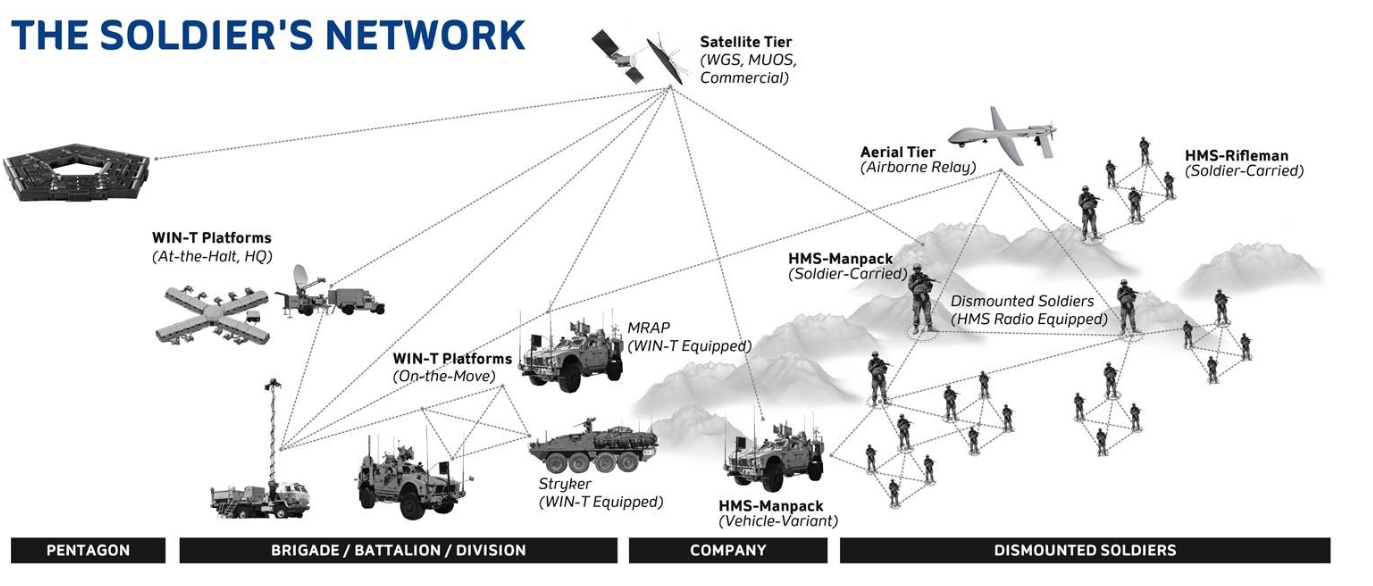 THE SOLDIER'S NETWORK
Satellite Tier
(WGS, MUOS,
Commercial)
Aerial Tier
(Airborne Relay)
HMS-Rifleman
(Soldier-Carried)
WIN-T Platforms
(At-the-Halt, HQ)
HMS-Manpack
(Soldier-Carried)
Dismounted Soldiers
(HMS Radio Equipped)
MRAP
(WIN-T Equipped)
WIN-T Platforms
(On-the-Move)
Stryker
(WIN-T Equipped)
HMS-Manpack
(Vehicle-Variant)
PENTAGON
BRIGADE / BATTALION / DIVISION
COMPANY
DISMOUNTED SOLDIERS